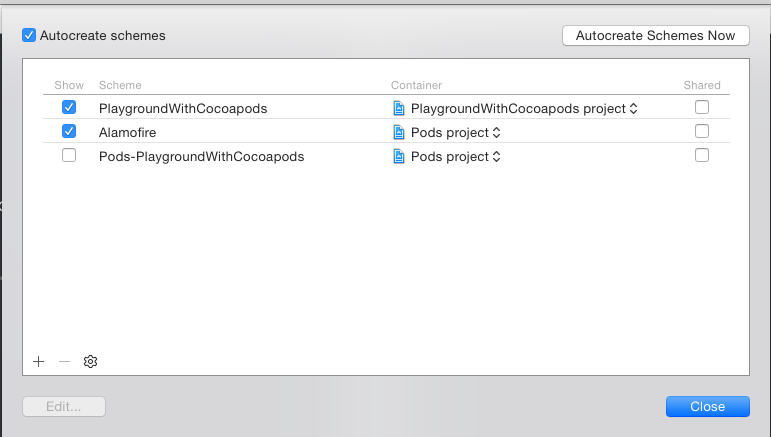 Autocreate schemes
Autocreate Schemes Now
Show Scheme Container Shared
PlaygroundWithCocoapods PlaygroundWithCocoapods project
Alamofire Pods project
Pods-PlaygroundWithCocoapods Pods project
Edit...
Close